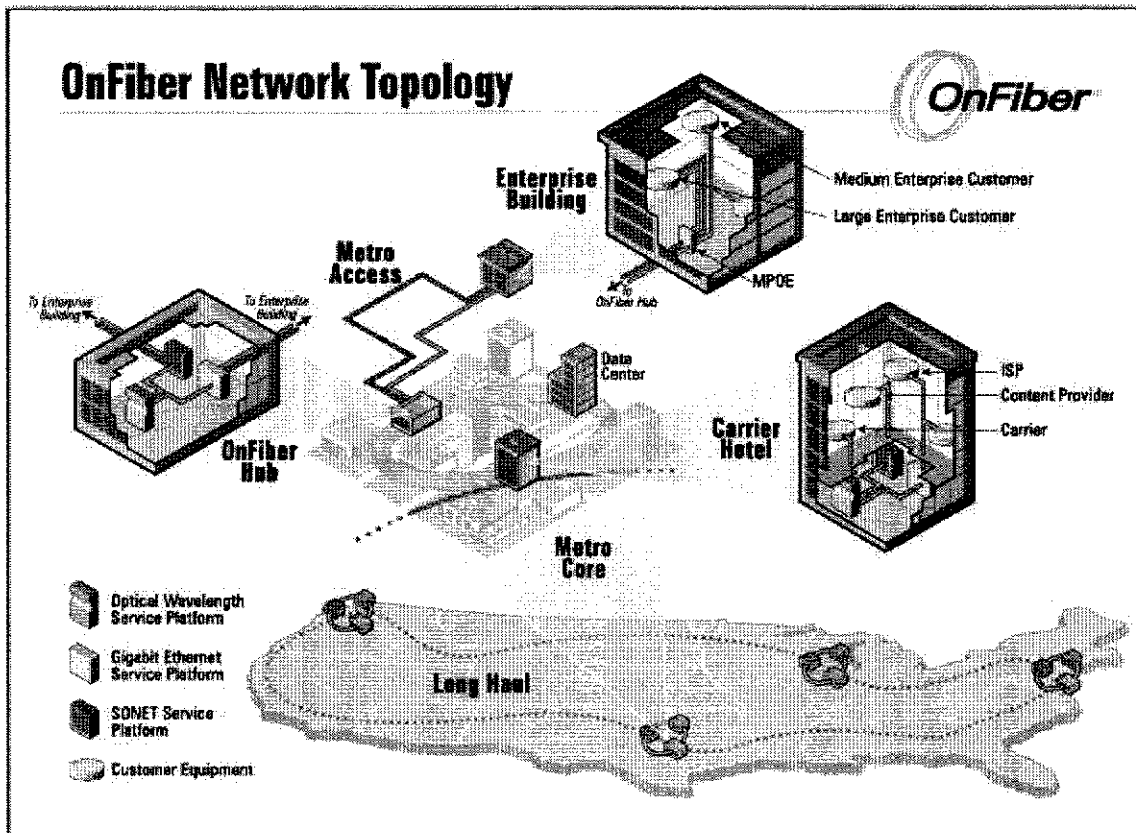 OnFiber Network Topology
OnFiber
Enterprise
Building
Medium Enterprise Customer
Large Enterprise Customer
MPOE
To
OnFiber Hub
Metro
Access
To Enterprise
Building
To Enterprise
Building
OnFiber
Hub
Data
Center
Carrier
Hotel
ISP
Content Provider
Carrier
Metro
Core
Optical Wavelength
Service Platform
Gigabit Ethernet
Service Platform
SONET Service
Platform
Customer Equipment
Long Haul